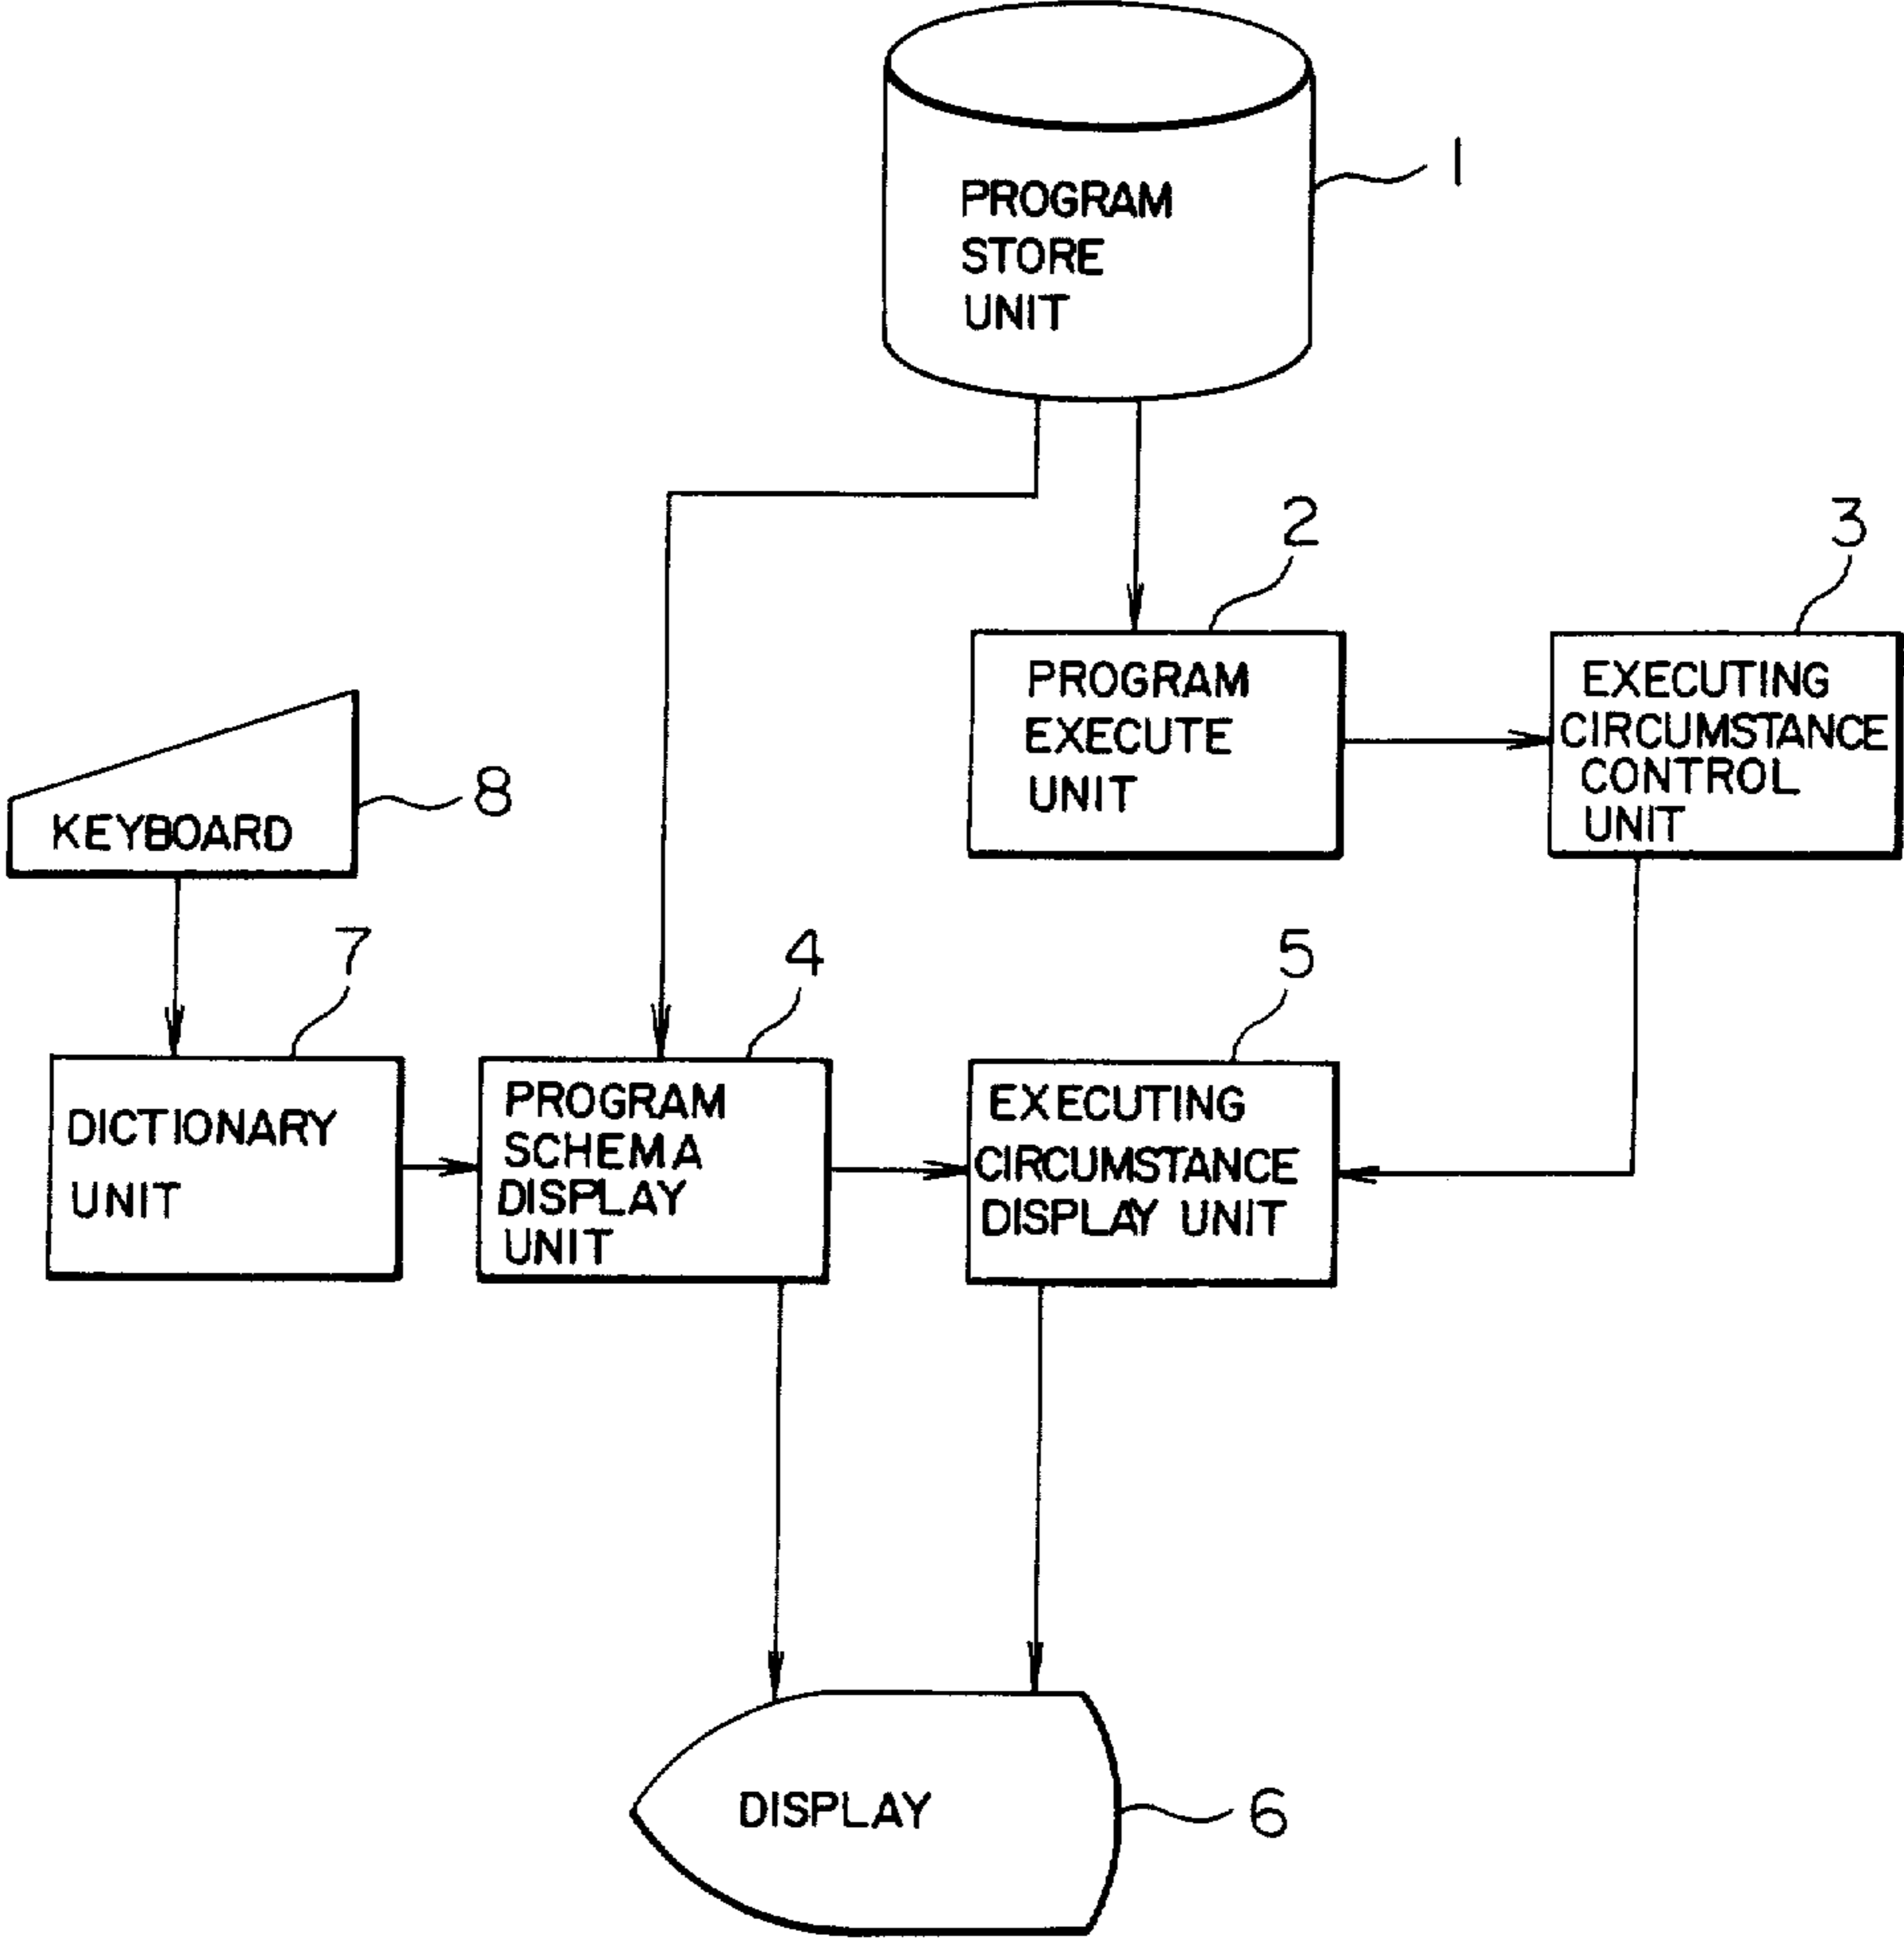 PROGRAM
STORE
UNIT
1
2
3
PROGRAM
EXECUTE
UNIT
EXECUTING
CIRCUMSTANCE
CONTROL
UNIT
KEYBOARD
8
7
4
5
DICTIONARY
UNIT
PROGRAM
SCHEMA
DISPLAY
UNIT
EXECUTING
CIRCUMSTANCE
DISPLAY UNIT
DISPLAY
6